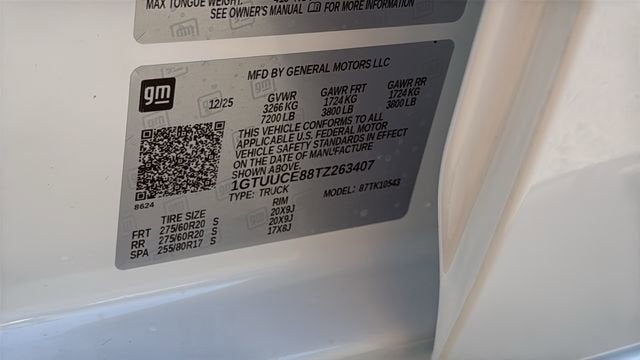 MAX TONGUE WEIGHT:
SEE OWNER'S MANUAL FOR MORE INFORMATION
gm
MFD BY GENERAL MOTORS LLC
12/25
GVWR GAWR FRT GAWR RR
3266 KG 1724 KG 1724 KG
7200 LB 3800 LB 3800 LB
THIS VEHICLE CONFORMS TO ALL
APPLICABLE U.S. FEDERAL MOTOR
VEHICLE SAFETY STANDARDS IN EFFECT
ON THE DATE OF MANUFACTURE
SHOWN ABOVE.
1GTUUCE88TZ263407
TYPE: TRUCK MODEL: 87TK10543
8624
TIRE SIZE RIM
FRT 275/60R20 S 20X9J
RR 275/60R20 S 20X9J
SPA 255/80R17 S 17X8J